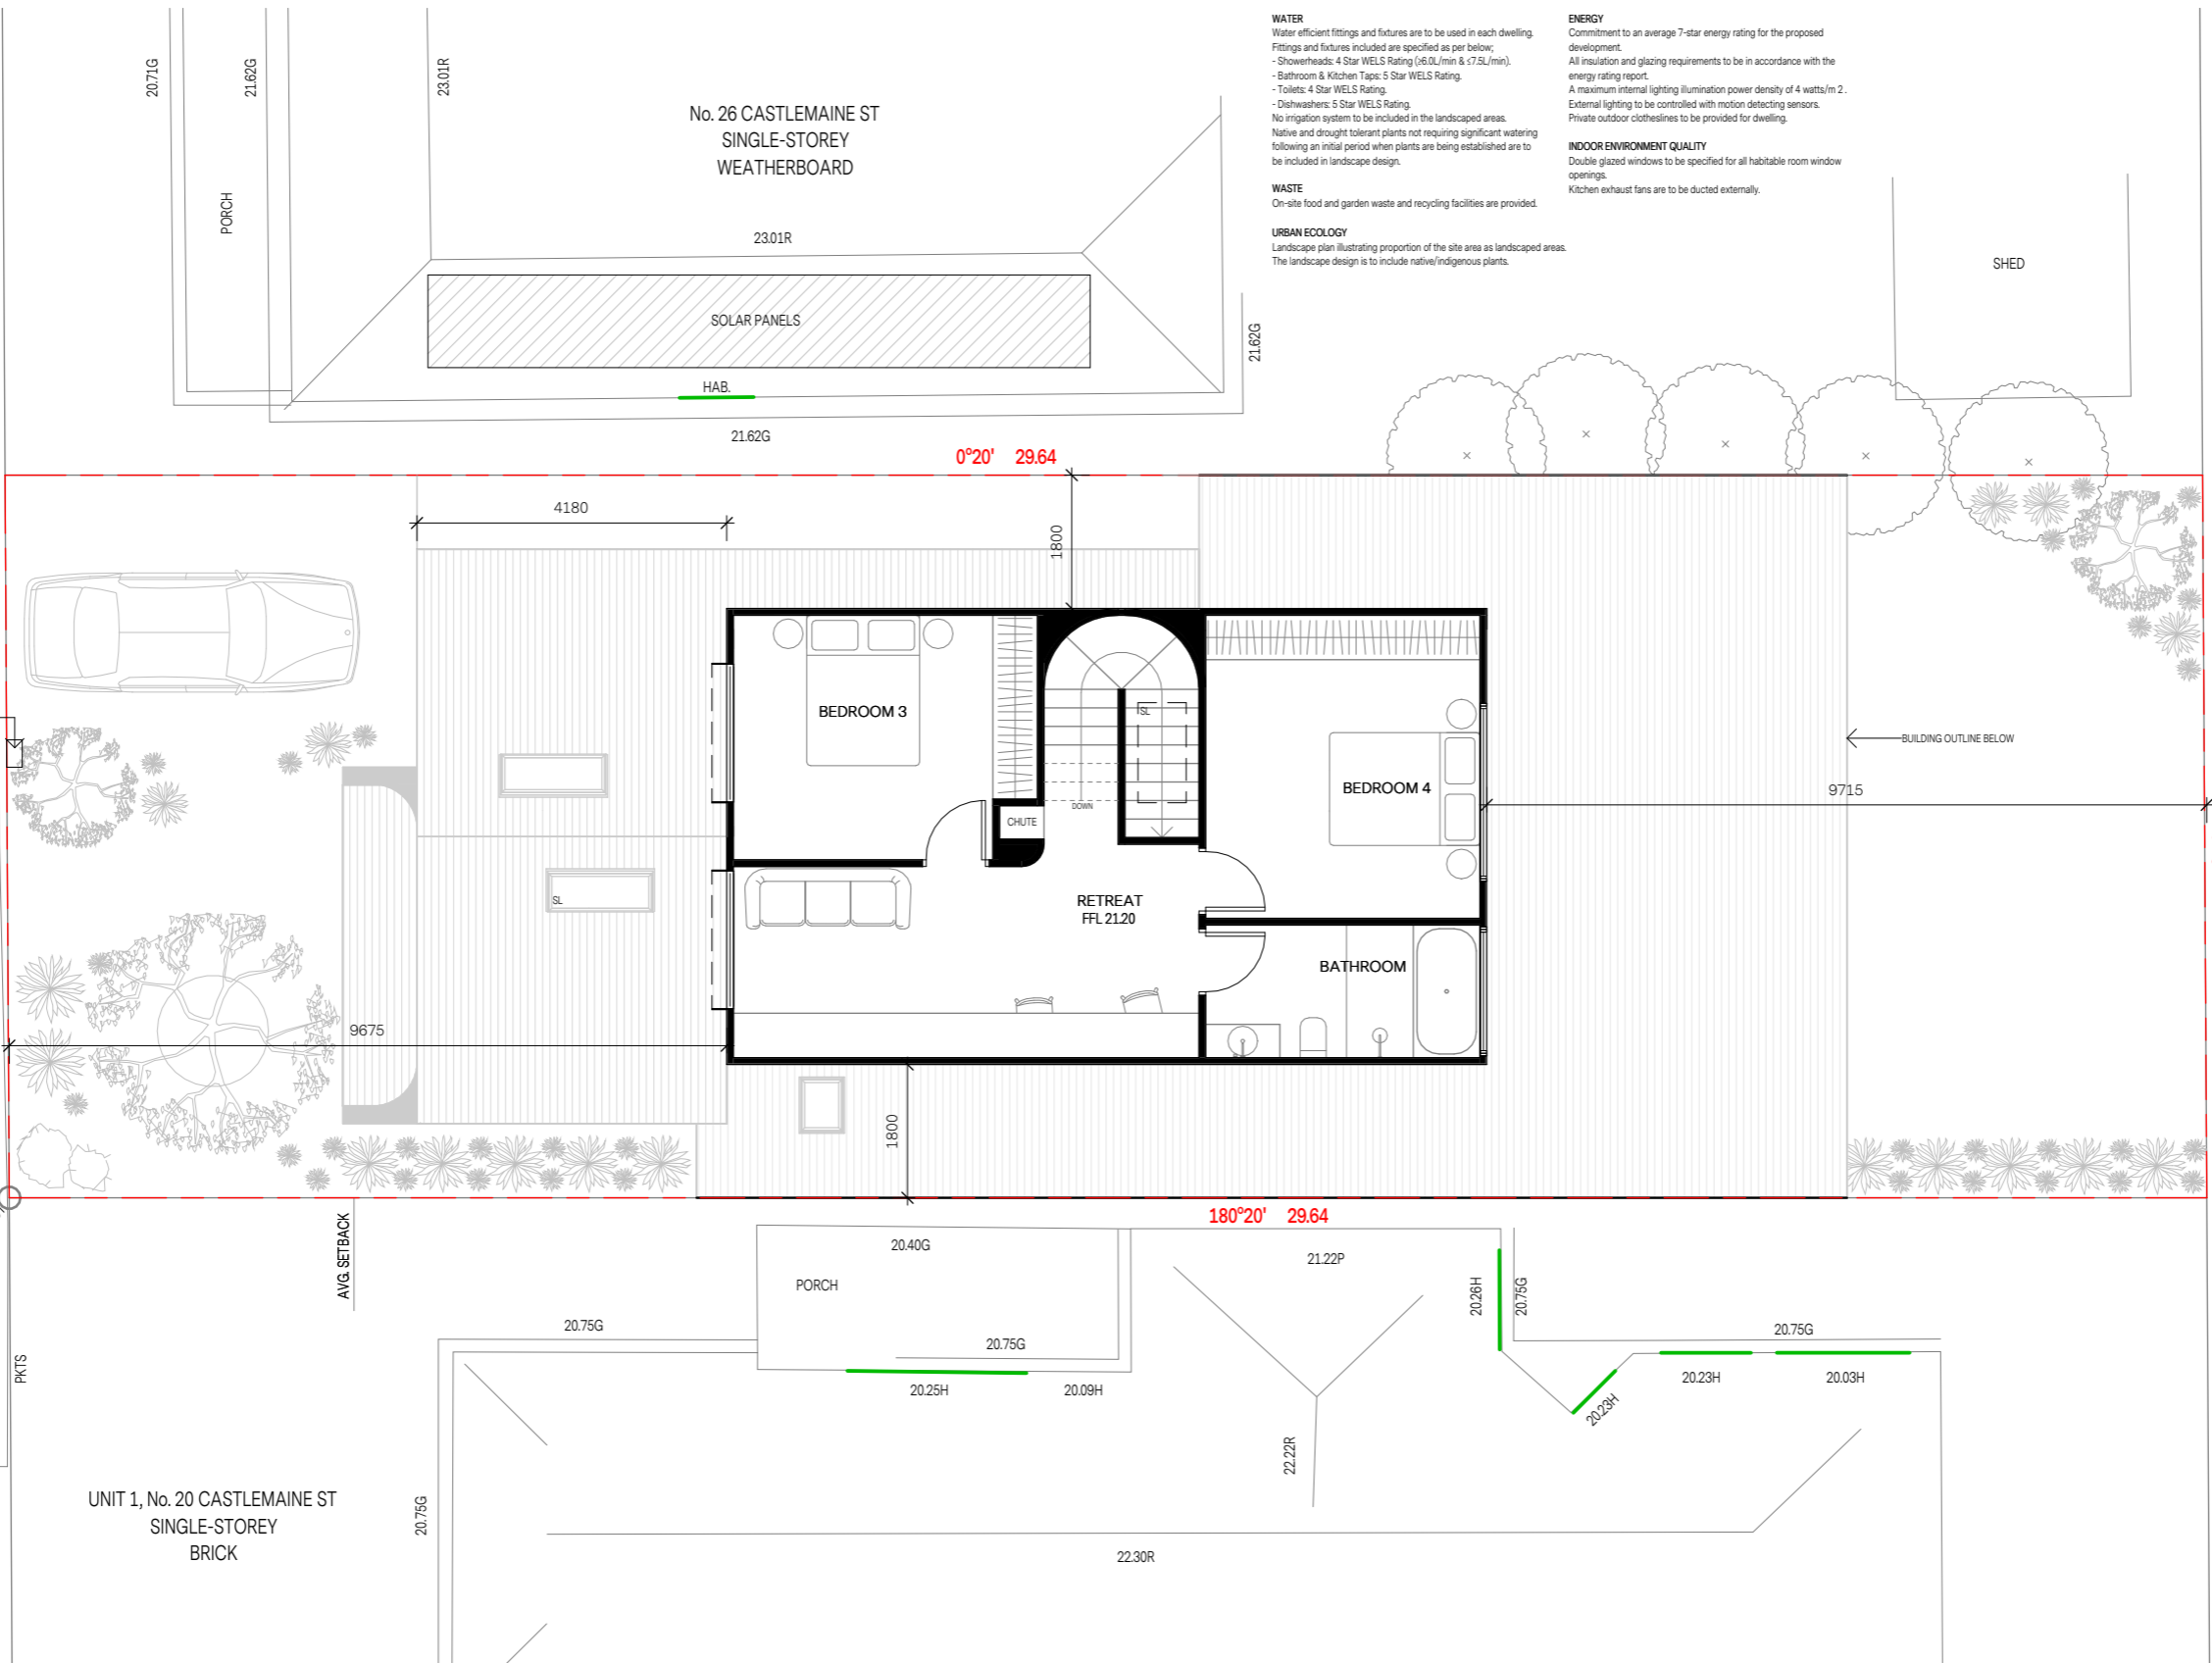 WATER
Water efficient fittings and fixtures are to be used in each dwelling.
Fittings and fixtures included are specified as per below;
- Showerheads: 4 Star WELS Rating (≥6.0L/min & ≤7.5L/min).
- Bathroom & Kitchen Taps: 5 Star WELS Rating.
- Toilets: 4 Star WELS Rating.
- Dishwashers: 5 Star WELS Rating.
No irrigation system to be included in the landscaped areas.
Native and drought tolerant plants not requiring significant watering
following an initial period when plants are being established are to
be included in landscape design.
WASTE
On-site food and garden waste and recycling facilities are provided.
URBAN ECOLOGY
Landscape plan illustrating proportion of the site area as landscaped areas.
The landscape design is to include native/indigenous plants.
ENERGY
Commitment to an average 7-star energy rating for the proposed
development.
All insulation and glazing requirements to be in accordance with the
energy rating report.
A maximum internal lighting illumination power density of 4 watts/m 2 .
External lighting to be controlled with motion detecting sensors.
Private outdoor clotheslines to be provided for dwelling.
INDOOR ENVIRONMENT QUALITY
Double glazed windows to be specified for all habitable room window
openings.
Kitchen exhaust fans are to be ducted externally.
20.71G
21.62G
23.01R
No. 26 CASTLEMAINE ST
SINGLE-STOREY
WEATHERBOARD
PORCH
23.01R
SHED
SOLAR PANELS
21.62G
HAB.
21.62G
0°20' 29.64
4180
1800
BEDROOM 3
SL
BUILDING OUTLINE BELOW
BEDROOM 4
9715
DOWN
CHUTE
SL
RETREAT
FFL 21.20
BATHROOM
9675
1800
180°20' 29.64
AVG. SETBACK
20.40G
21.22P
PORCH
20.26H
20.75G
20.75G
20.75G
20.75G
PKTS
20.25H
20.09H
20.23H
20.23H
20.03H
22.22R
UNIT 1, No. 20 CASTLEMAINE ST
SINGLE-STOREY
BRICK
20.75G
22.30R